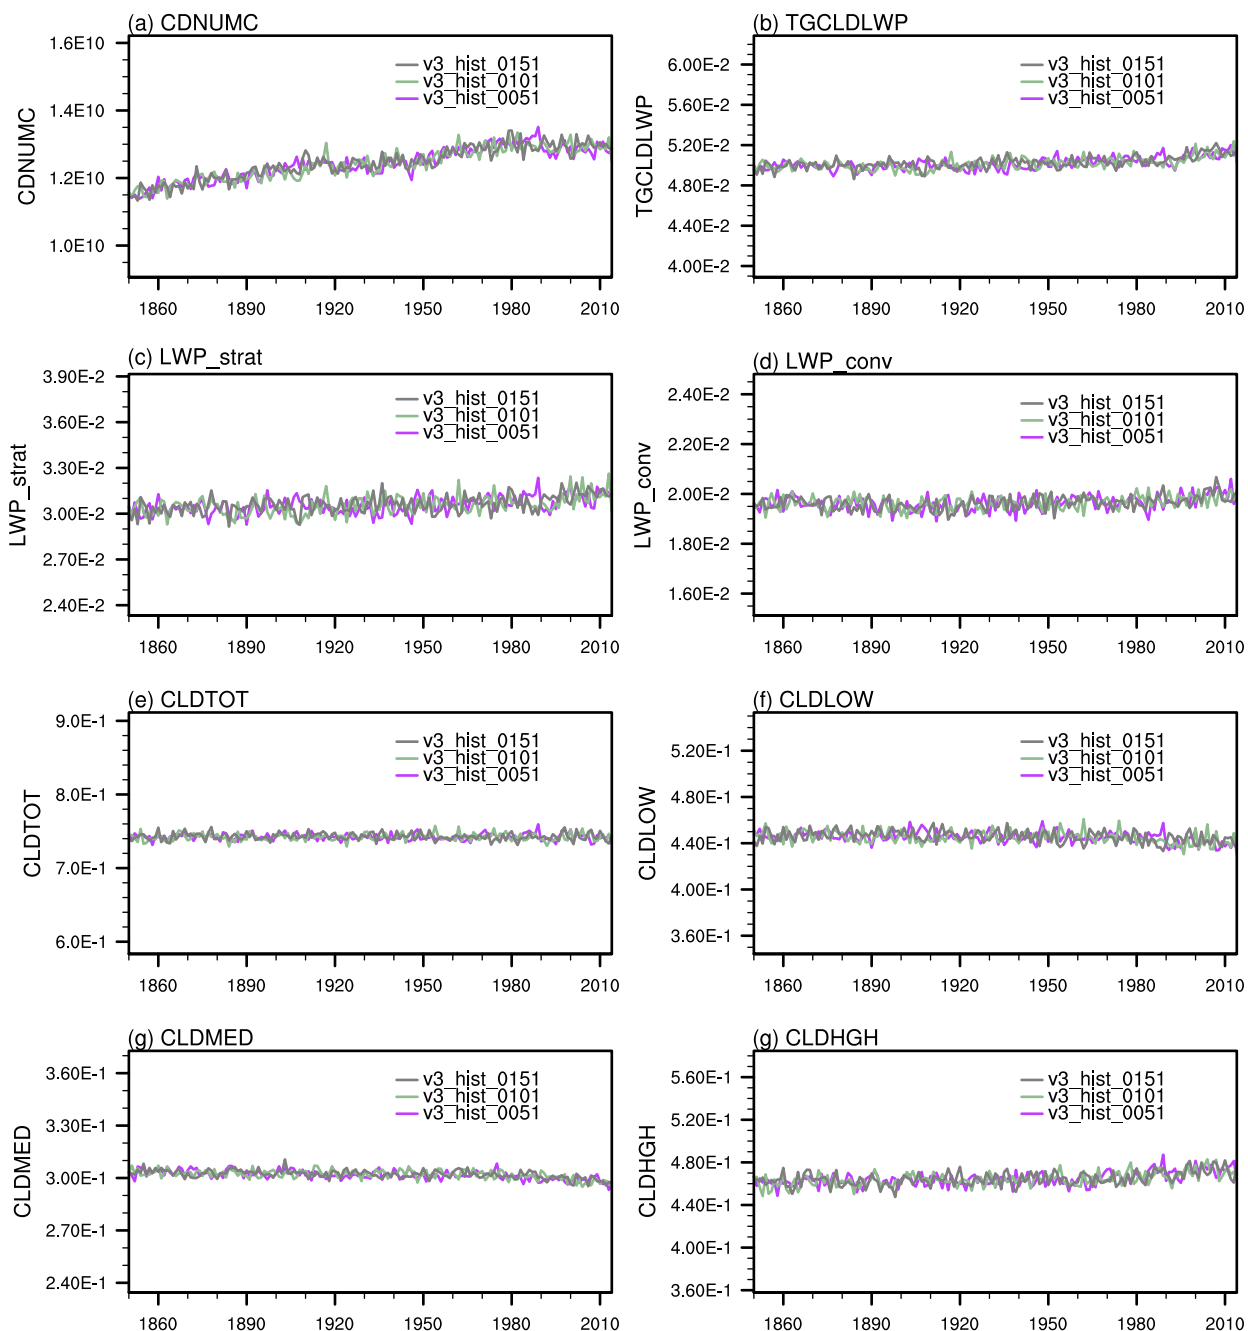 (a) CDNUMC
1.6E10
1.4E10
1.2E10
1.0E10
CDNUMC
v3_hist_0151
v3_hist_0101
v3_hist_0051
1860 1890 1920 1950 1980 2010
(b) TGCLDLWP
6.00E-2
5.60E-2
5.20E-2
4.80E-2
4.40E-2
4.00E-2
TGCLDLWP
v3_hist_0151
v3_hist_0101
v3_hist_0051
1860 1890 1920 1950 1980 2010
(c) LWP_strat
3.90E-2
3.60E-2
3.30E-2
3.00E-2
2.70E-2
2.40E-2
LWP_strat
v3_hist_0151
v3_hist_0101
v3_hist_0051
1860 1890 1920 1950 1980 2010
(d) LWP_conv
2.40E-2
2.20E-2
2.00E-2
1.80E-2
1.60E-2
LWP_conv
v3_hist_0151
v3_hist_0101
v3_hist_0051
1860 1890 1920 1950 1980 2010
(e) CLDTOT
9.0E-1
8.0E-1
7.0E-1
6.0E-1
CLDTOT
v3_hist_0151
v3_hist_0101
v3_hist_0051
1860 1890 1920 1950 1980 2010
(f) CLDLOW
5.20E-1
4.80E-1
4.40E-1
4.00E-1
3.60E-1
CLDLOW
v3_hist_0151
v3_hist_0101
v3_hist_0051
1860 1890 1920 1950 1980 2010
(g) CLDMED
3.60E-1
3.30E-1
3.00E-1
2.70E-1
2.40E-1
CLDMED
v3_hist_0151
v3_hist_0101
v3_hist_0051
1860 1890 1920 1950 1980 2010
(g) CLDHGH
5.60E-1
5.20E-1
4.80E-1
4.40E-1
4.00E-1
3.60E-1
CLDHGH
v3_hist_0151
v3_hist_0101
v3_hist_0051
1860 1890 1920 1950 1980 2010